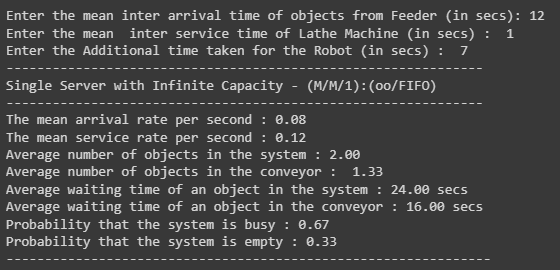 Enter the mean inter arrival time of objects from Feeder (in secs): 12
Enter the mean  inter service time of Lathe Machine (in secs) :  1
Enter the Additional time taken for the Robot (in secs) :  7
--------------------------------------------------------------
Single Server with Infinite Capacity - (M/M/1):(oo/FIFO)
--------------------------------------------------------------
The mean arrival rate per second : 0.08
The mean service rate per second : 0.12
Average number of objects in the system : 2.00
Average number of objects in the conveyor :  1.33
Average waiting time of an object in the system : 24.00 secs
Average waiting time of an object in the conveyor : 16.00 secs
Probability that the system is busy : 0.67
Probability that the system is empty : 0.33
---------------------------------------------------------------